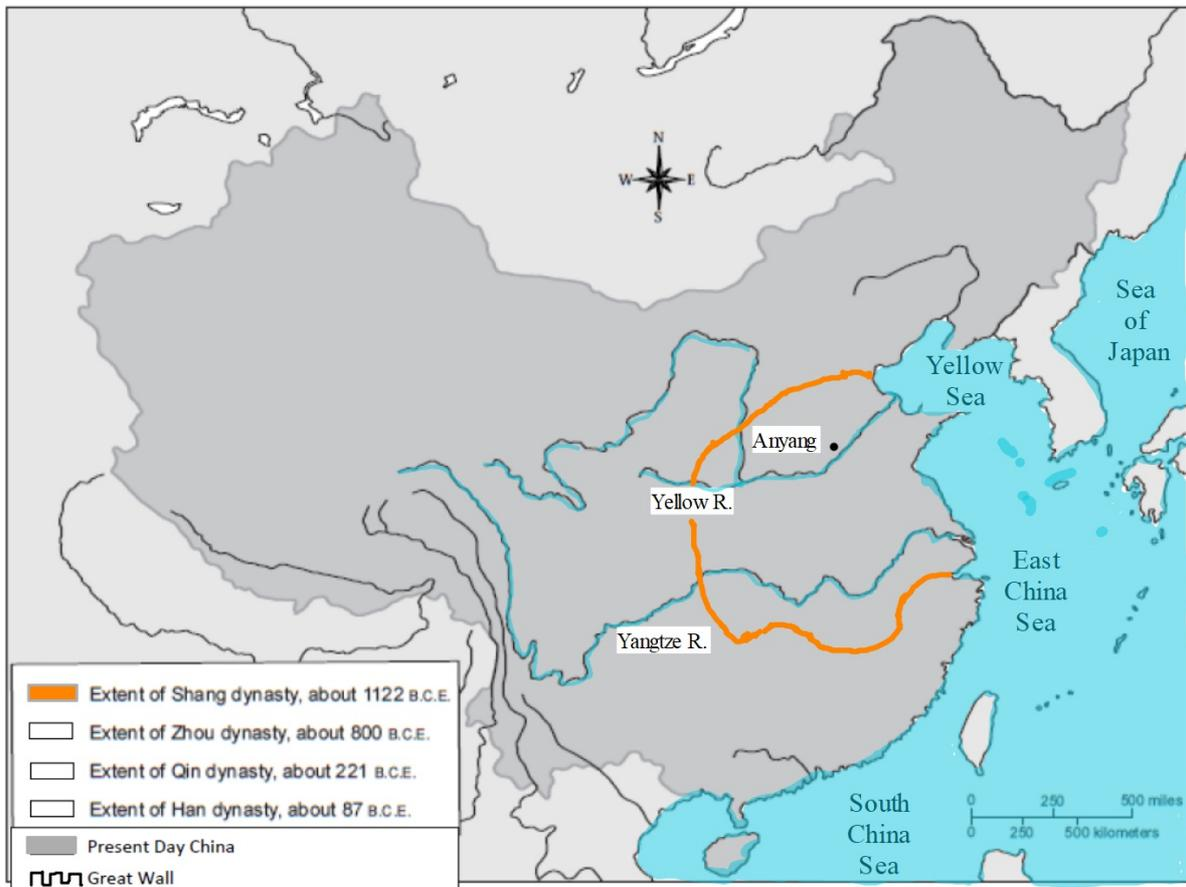 N
W E
S
Sea
of
Japan
Yellow
Sea
Anyang
Yellow R.
East
China
Sea
Yangtze R.
Extent of Shang dynasty, about 1122 B.C.E.
Extent of Zhou dynasty, about 800 B.C.E.
Extent of Qin dynasty, about 221 B.C.E.
Extent of Han dynasty, about 87 B.C.E.
Present Day China
Great Wall
South
China
Sea
0 250 500 miles
0 250 500 kilometers